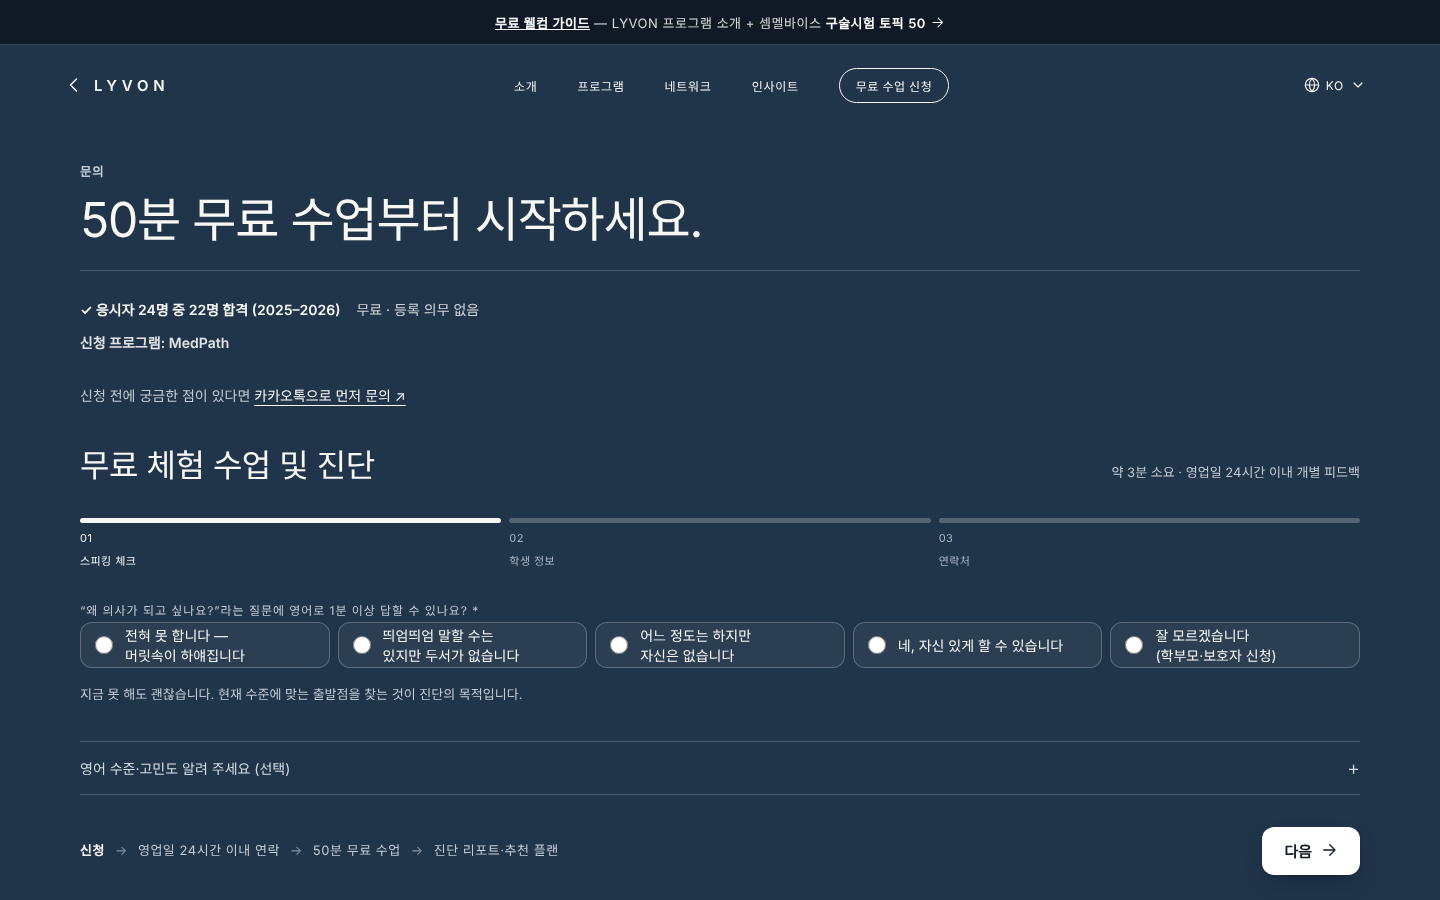 무료 웰컴 가이드 — LYVON 프로그램 소개 + 셈멜바이스 구술시험 토픽 50 →
LYVON
소개
프로그램
네트워크
인사이트
무료 수업 신청
KO
문의
50분 무료 수업부터 시작하세요.
✓ 응시자 24명 중 22명 합격 (2025–2026) 무료 · 등록 의무 없음
신청 프로그램: MedPath
신청 전에 궁금한 점이 있다면 카카오톡으로 먼저 문의 ↗
무료 체험 수업 및 진단
약 3분 소요 · 영업일 24시간 이내 개별 피드백
01
스피킹 체크
02
학생 정보
03
연락처
“왜 의사가 되고 싶나요?”라는 질문에 영어로 1분 이상 답할 수 있나요? *
전혀 못 합니다 —
머릿속이 하얘집니다
띄엄띄엄 말할 수는
있지만 두서가 없습니다
어느 정도는 하지만
자신은 없습니다
네, 자신 있게 할 수 있습니다
잘 모르겠습니다
(학부모·보호자 신청)
지금 못 해도 괜찮습니다. 현재 수준에 맞는 출발점을 찾는 것이 진단의 목적입니다.
영어 수준·고민도 알려 주세요 (선택)
+
신청 → 영업일 24시간 이내 연락 → 50분 무료 수업 → 진단 리포트·추천 플랜
다음 →